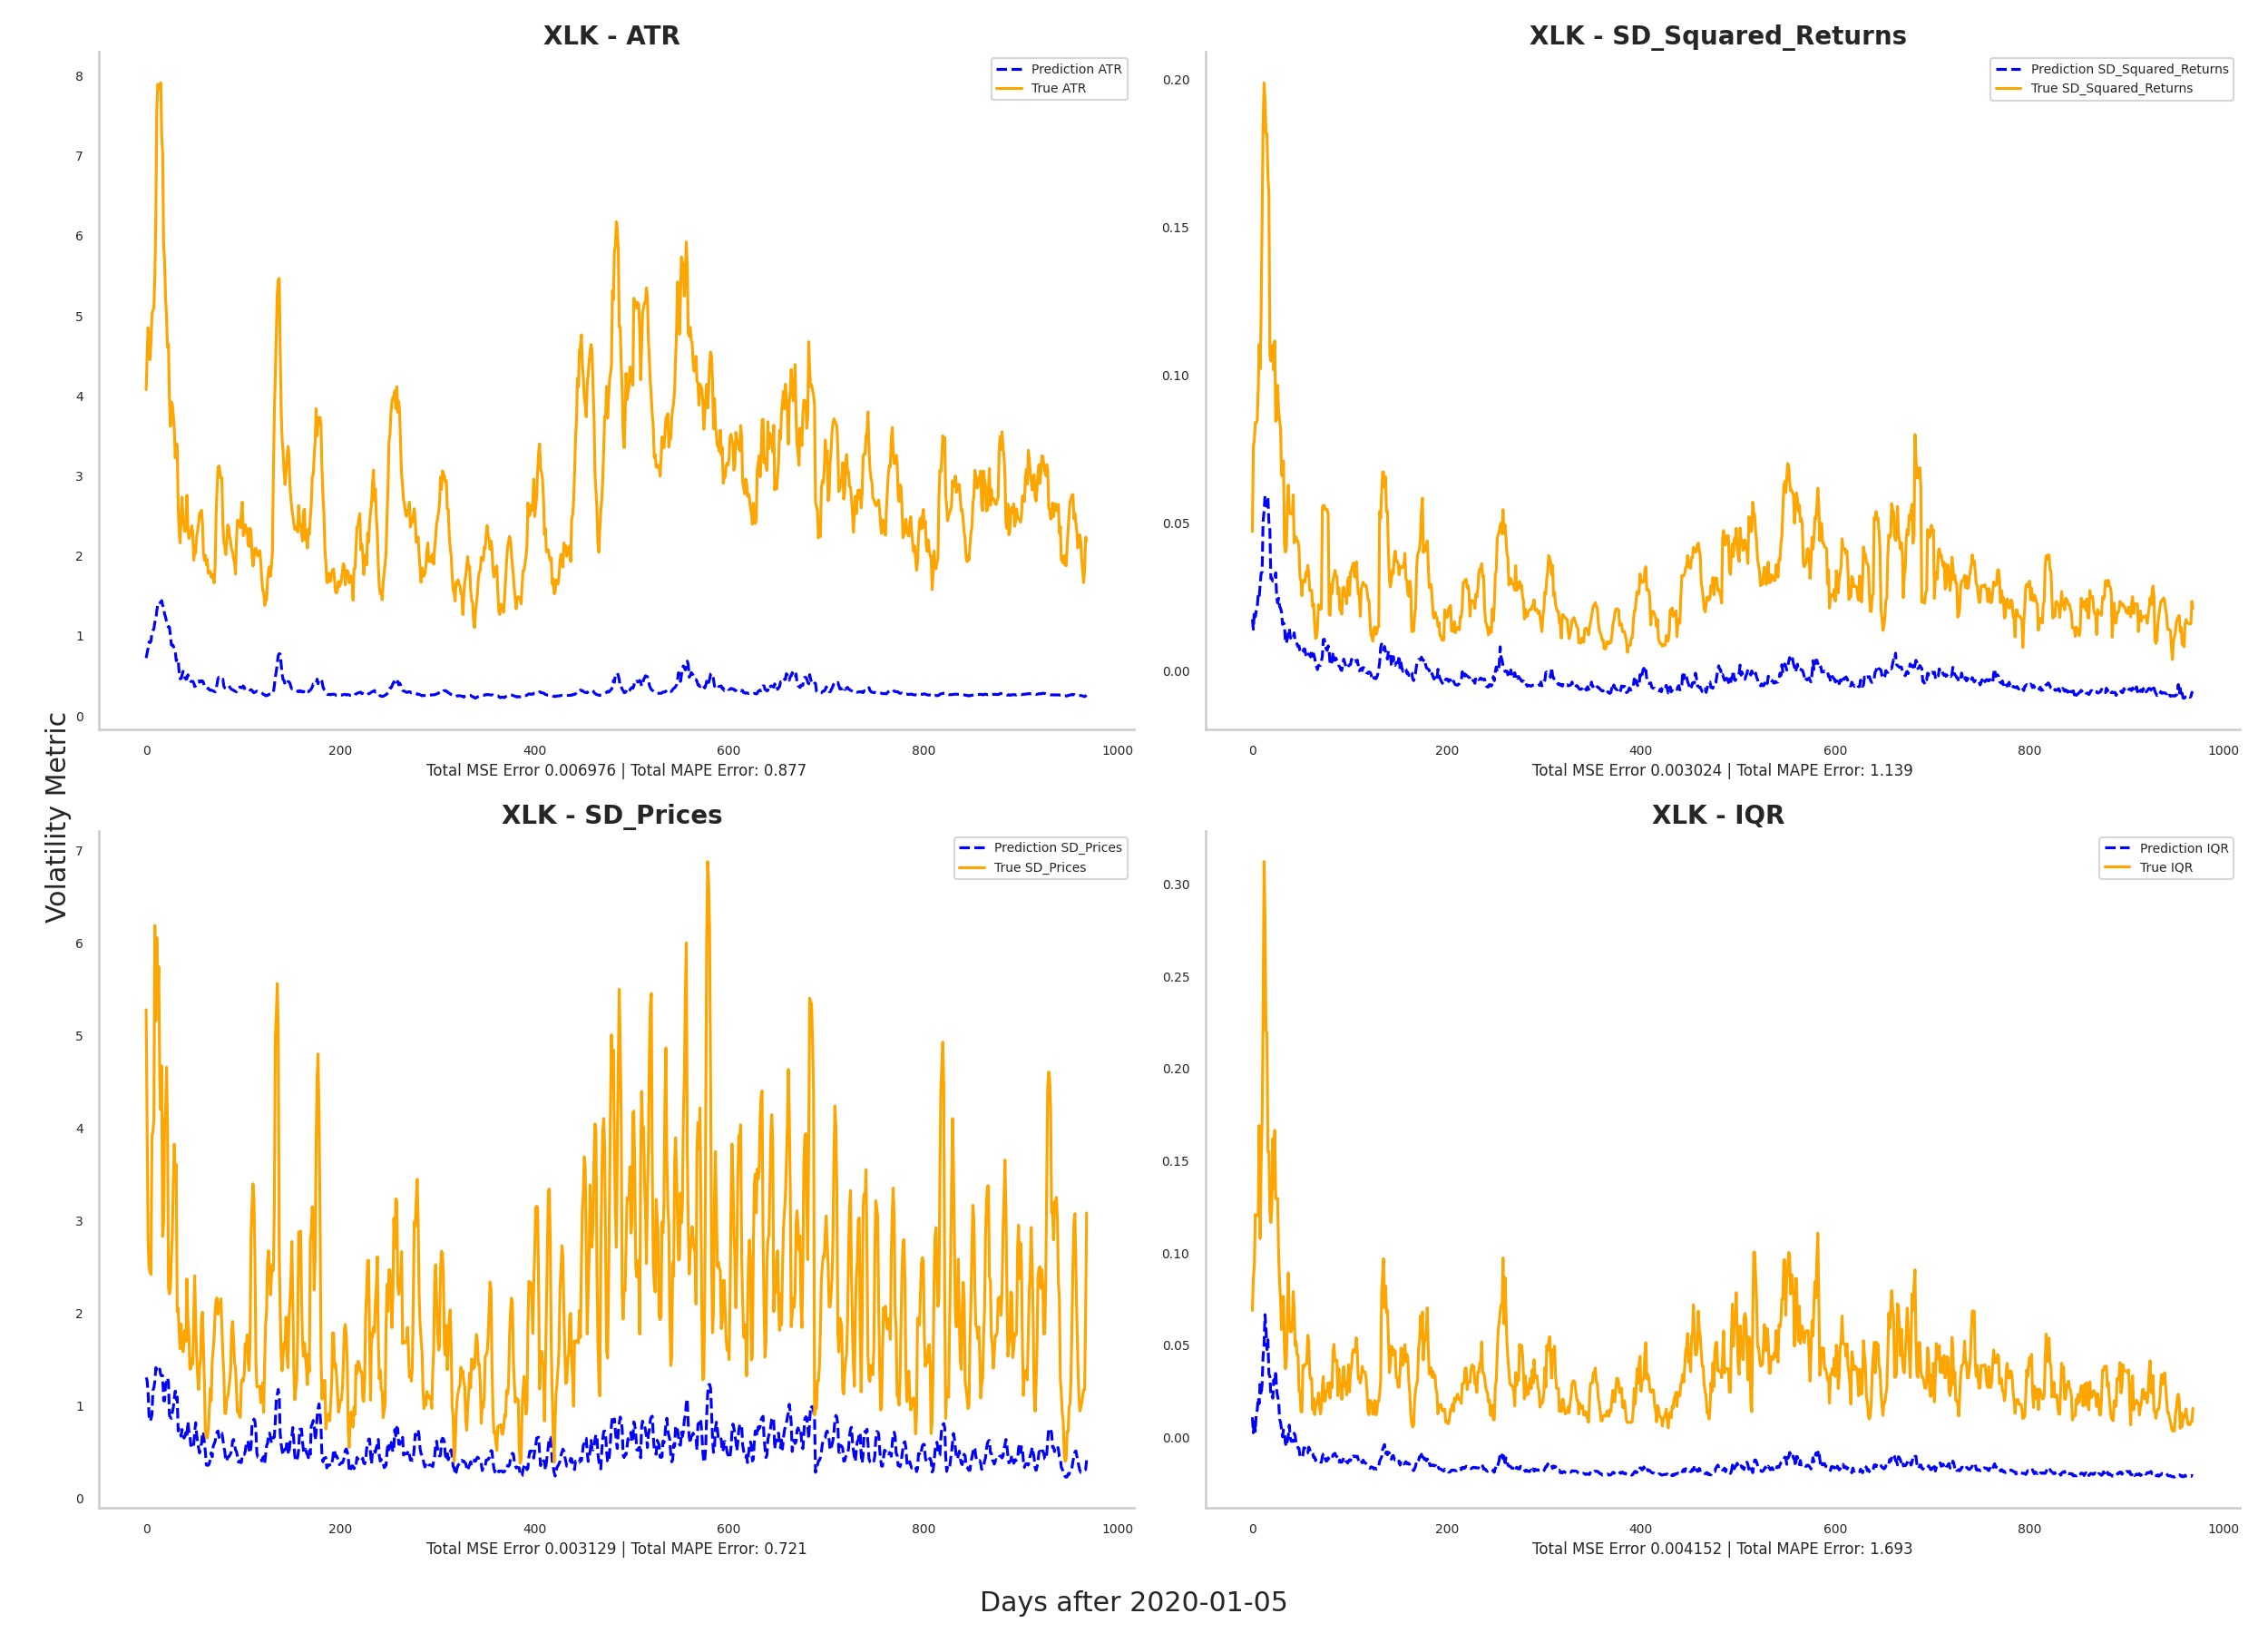 XLK - ATR
Prediction ATR
True ATR
8
7
6
5
4
3
2
1
0
0 200 400 600 800 1000
Total MSE Error 0.006976 | Total MAPE Error: 0.877
XLK - SD_Squared_Returns
Prediction SD_Squared_Returns
True SD_Squared_Returns
0.20
0.15
0.10
0.05
0.00
0 200 400 600 800 1000
Total MSE Error 0.003024 | Total MAPE Error: 1.139
Volatility Metric
XLK - SD_Prices
Prediction SD_Prices
True SD_Prices
7
6
5
4
3
2
1
0
0 200 400 600 800 1000
Total MSE Error 0.003129 | Total MAPE Error: 0.721
XLK - IQR
Prediction IQR
True IQR
0.30
0.25
0.20
0.15
0.10
0.05
0.00
0 200 400 600 800 1000
Total MSE Error 0.004152 | Total MAPE Error: 1.693
Days after 2020-01-05